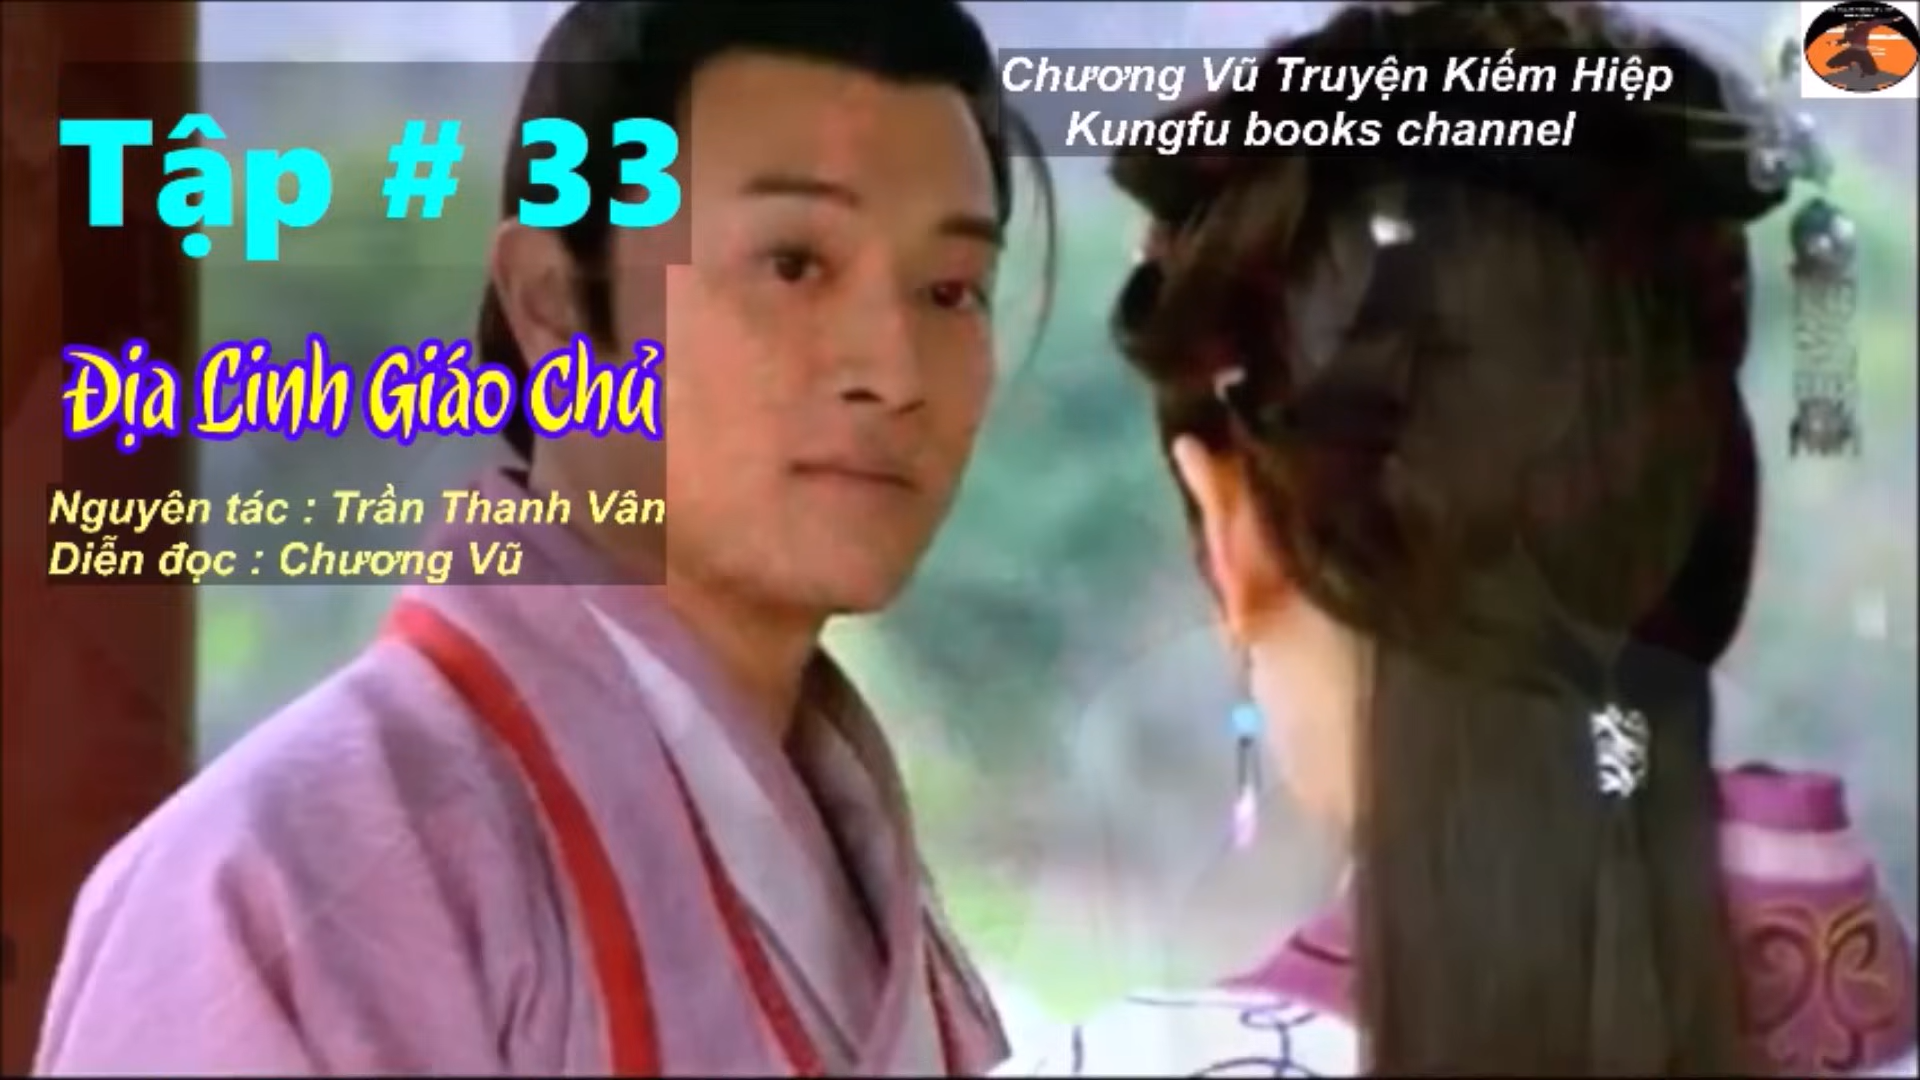 Chương Vũ Truyện Kiếm Hiệp
Kungfu books channel
Tập # 33
Địa Linh Giáo Chủ
Nguyên tác : Trần Thanh Vân
Diễn đọc : Chương Vũ